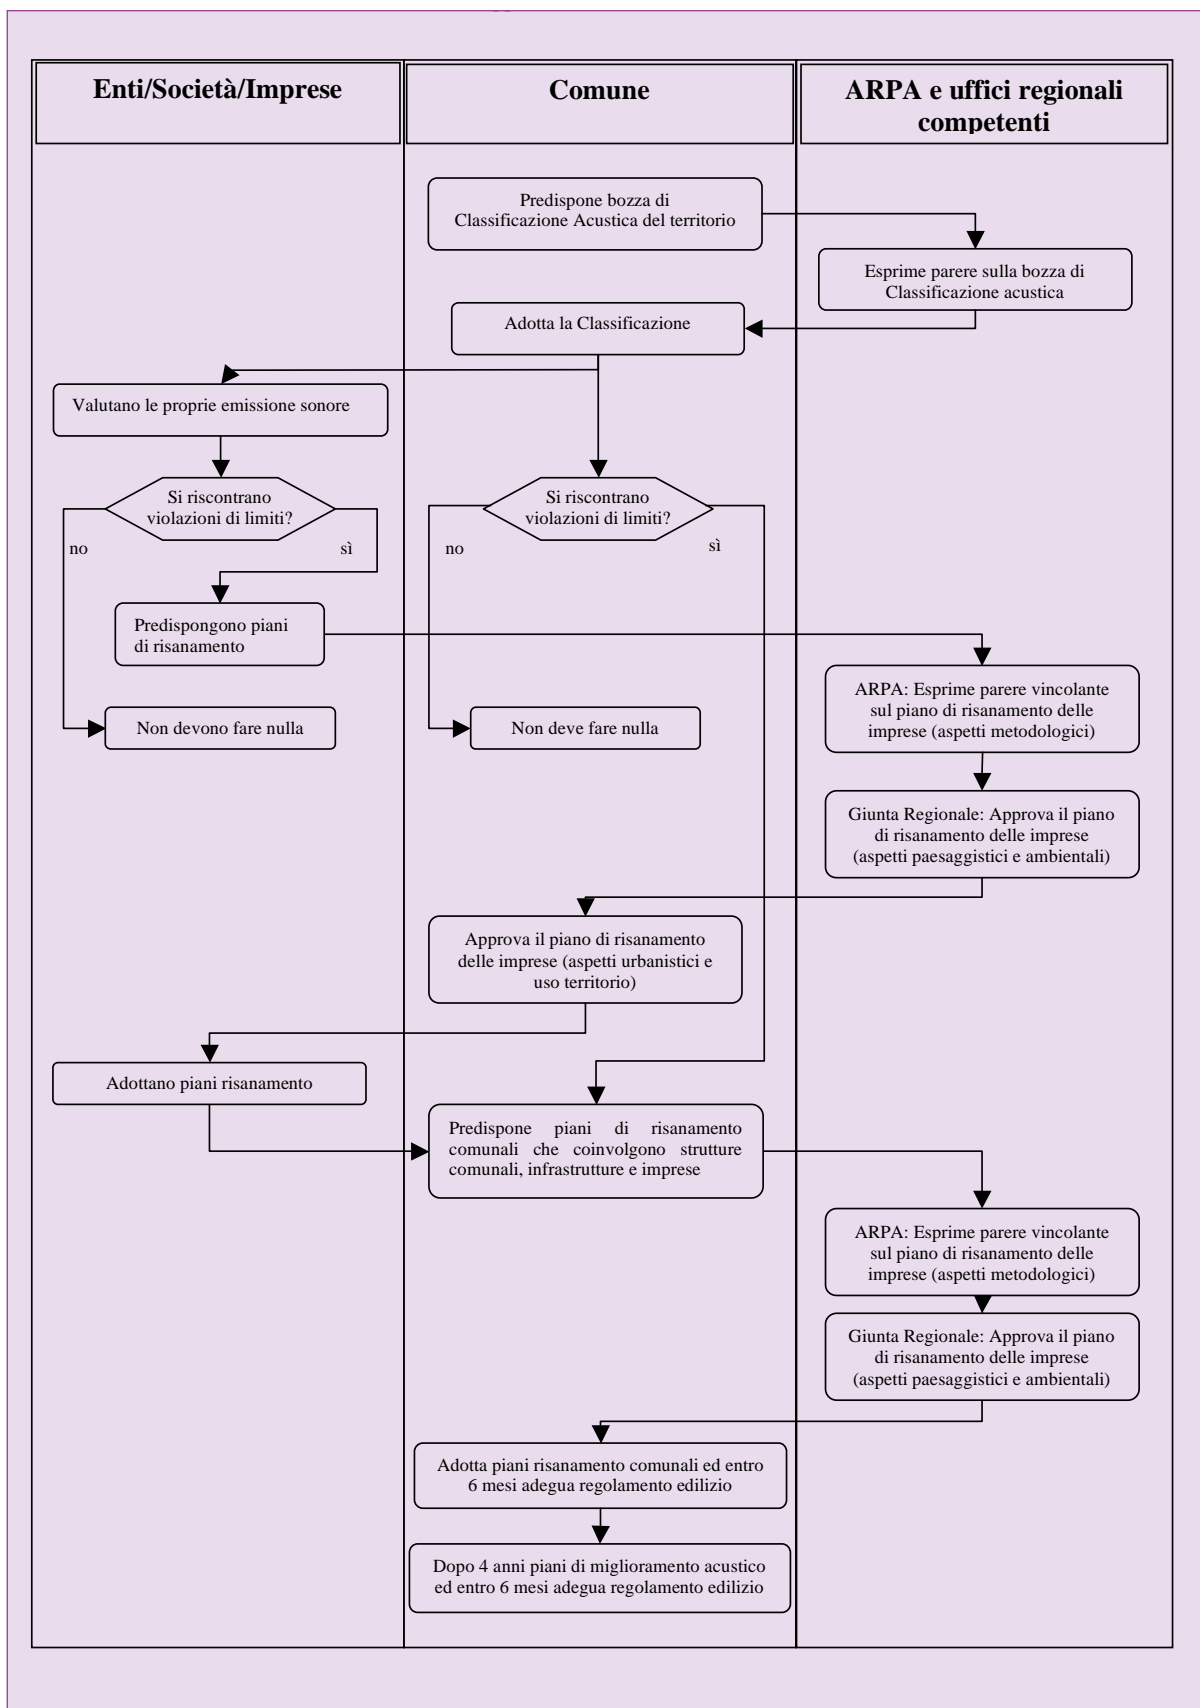 Enti/Società/Imprese
Comune
ARPA e uffici regionali
competenti
Predispone bozza di
Classificazione Acustica del territorio
Esprime parere sulla bozza di
Classificazione acustica
Adotta la Classificazione
Valutano le proprie emissione sonore
Si riscontrano
violazioni di limiti?
no
sì
Si riscontrano
violazioni di limiti?
no
sì
Predispongono piani
di risanamento
ARPA: Esprime parere vincolante
sul piano di risanamento delle
imprese (aspetti metodologici)
Non devono fare nulla
Non deve fare nulla
Giunta Regionale: Approva il piano
di risanamento delle imprese
(aspetti paesaggistici e ambientali)
Approva il piano di risanamento
delle imprese (aspetti urbanistici e
uso territorio)
Adottano piani risanamento
Predispone piani di risanamento
comunali che coinvolgono strutture
comunali, infrastrutture e imprese
ARPA: Esprime parere vincolante
sul piano di risanamento delle
imprese (aspetti metodologici)
Giunta Regionale: Approva il piano
di risanamento delle imprese
(aspetti paesaggistici e ambientali)
Adotta piani risanamento comunali ed entro
6 mesi adegua regolamento edilizio
Dopo 4 anni piani di miglioramento acustico
ed entro 6 mesi adegua regolamento edilizio